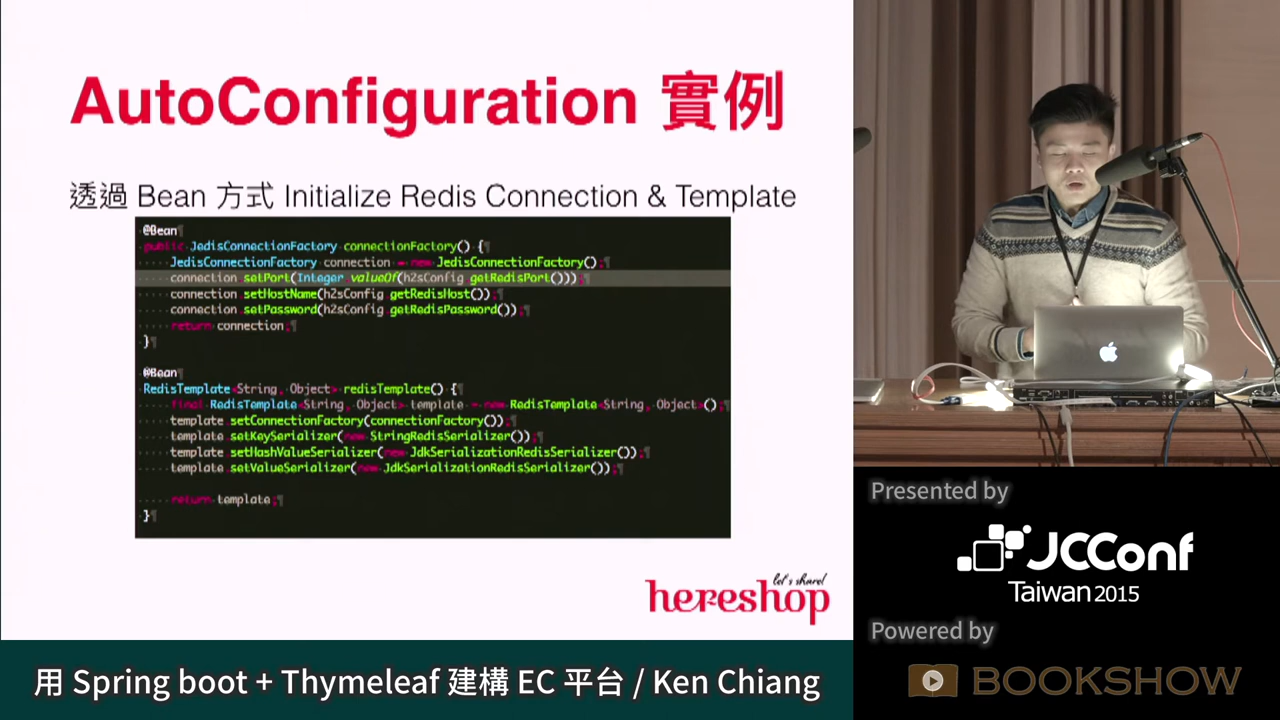 AutoConfiguration 實例
透過 Bean 方式 Initialize Redis Connection & Template
@Bean
public JedisConnectionFactory connectionFactory() {
JedisConnectionFactory connection = new JedisConnectionFactory();
connection.setPort(Integer.valueOf(h2sConfig.getRedisPort()));
connection.setHostName(h2sConfig.getRedisHost());
connection.setPassword(h2sConfig.getRedisPassword());
return connection;
}
@Bean
RedisTemplate<String, Object> redisTemplate() {
final RedisTemplate<String, Object> template = new RedisTemplate<String, Object>();
template.setConnectionFactory(connectionFactory());
template.setKeySerializer(new StringRedisSerializer());
template.setHashValueSerializer(new JdkSerializationRedisSerializer());
template.setValueSerializer(new JdkSerializationRedisSerializer());
return template;
}
let's share!
hereshop
Presented by
JCConf
Taiwan 2015
Powered by
BOOKSHOW
用 Spring boot + Thymeleaf 建構 EC 平台 / Ken Chiang